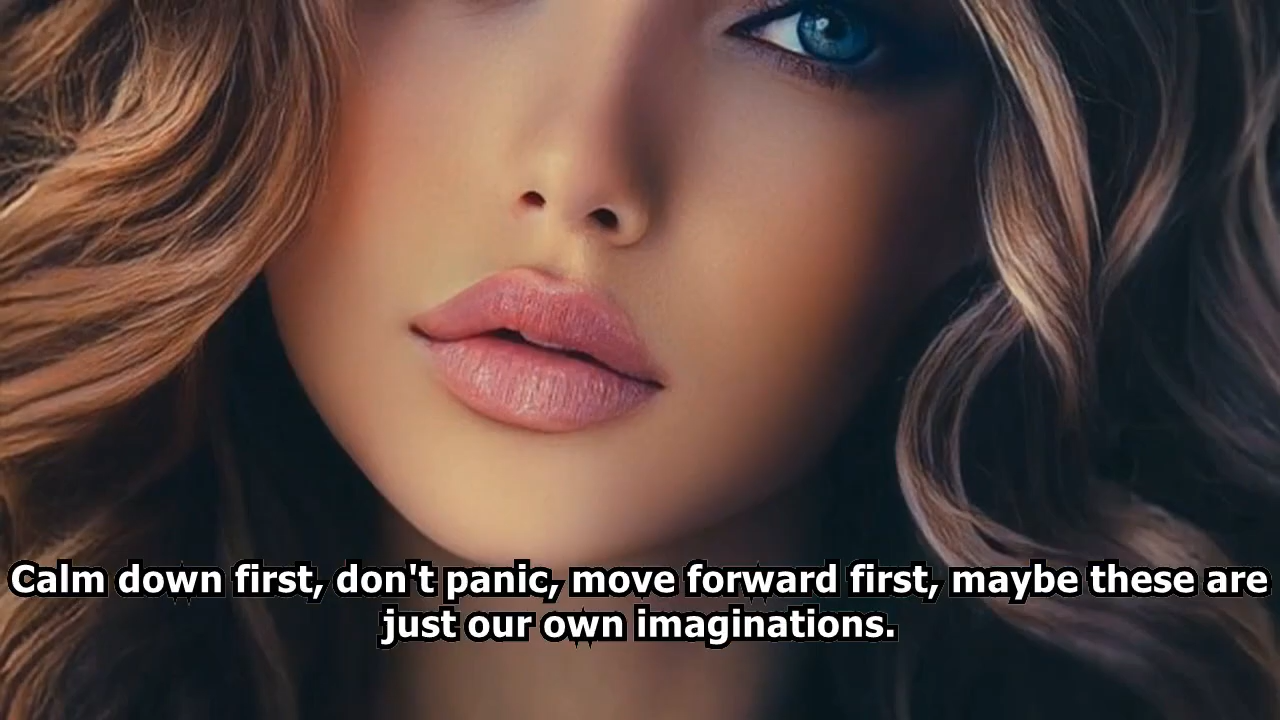 Calm down first, don't panic, move forward first, maybe these are
just our own imaginations.